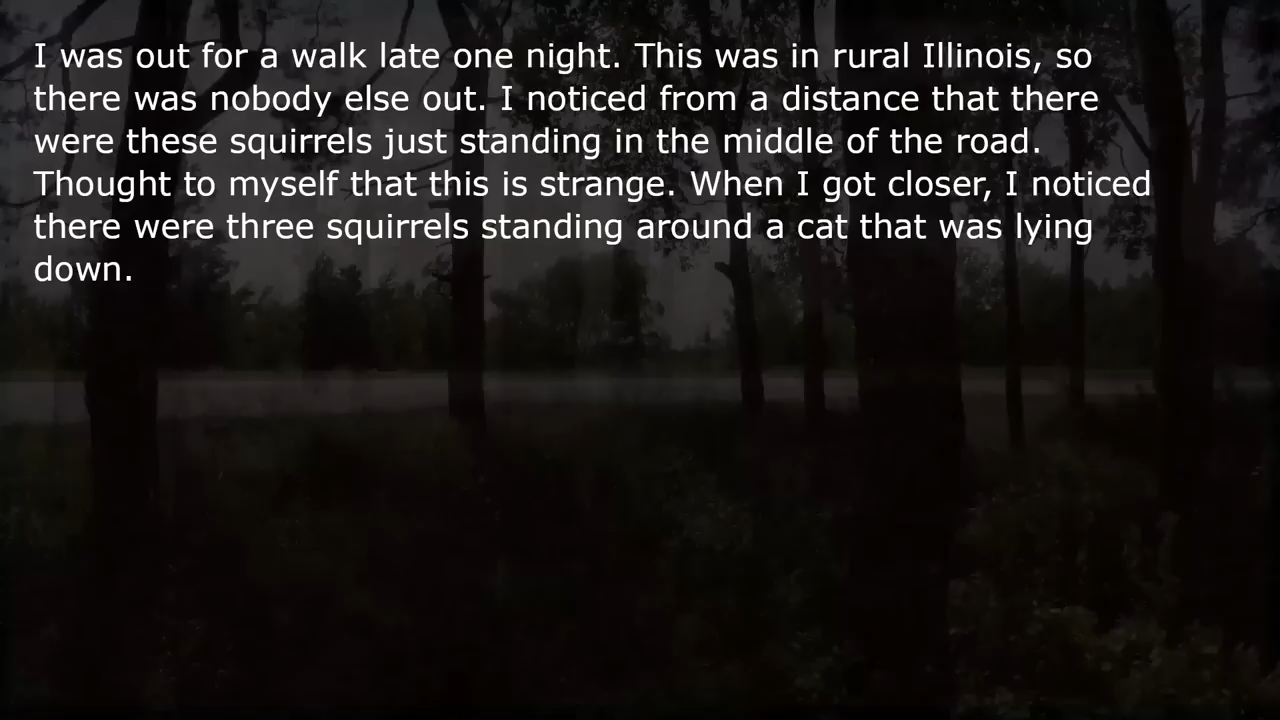 I was out for a walk late one night. This was in rural Illinois, so
there was nobody else out. I noticed from a distance that there
were these squirrels just standing in the middle of the road.
Thought to myself that this is strange. When I got closer, I noticed
there were three squirrels standing around a cat that was lying
down.